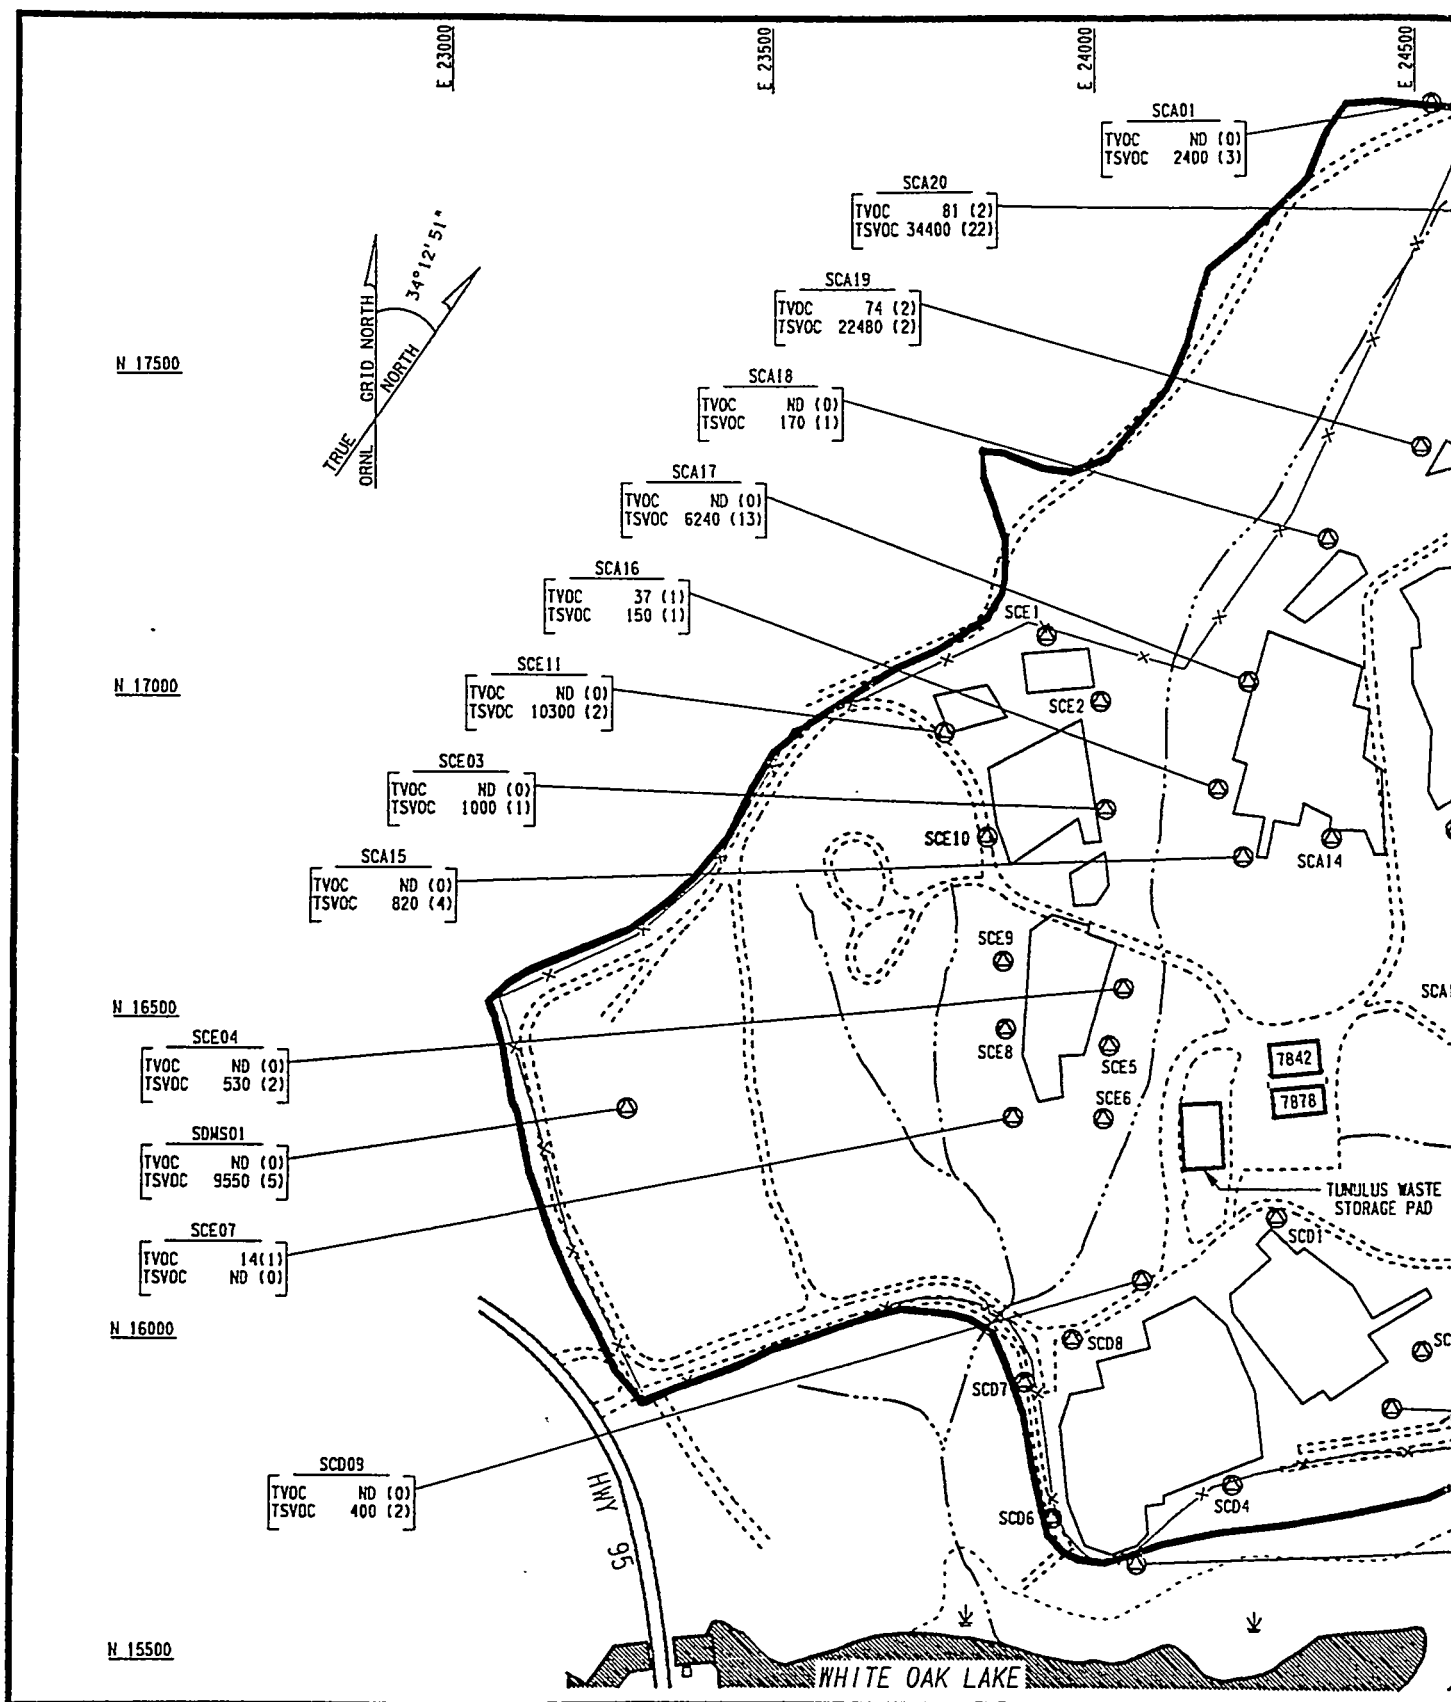 E 23000
E 23500
E 24000
E 24500
SCA01
TVOC ND (0)
TSVOC 2400 (3)
SCA20
TVOC 81 (2)
TSVOC 34400 (22)
SCA19
TVOC 74 (2)
TSVOC 22480 (2)
34°12'51"
ORNL GRID NORTH
TRUE NORTH
N 17500
SCA18
TVOC ND (0)
TSVOC 170 (1)
SCA17
TVOC ND (0)
TSVOC 6240 (13)
SCA16
TVOC 37 (1)
TSVOC 150 (1)
SCE1
SCE11
TVOC ND (0)
TSVOC 10300 (2)
N 17000
SCE2
SCE03
TVOC ND (0)
TSVOC 1000 (1)
SCE10
SCA14
SCA15
TVOC ND (0)
TSVOC 820 (4)
SCE9
SCA
N 16500
SCE04
TVOC ND (0)
TSVOC 530 (2)
SCE8
SCE5
7842
7878
SCE6
SDMS01
TVOC ND (0)
TSVOC 9550 (5)
TUMULUS WASTE
STORAGE PAD
SCD1
SCE07
TVOC 14(1)
TSVOC ND (0)
N 16000
SCD8
SC
SCD7
SCD09
TVOC ND (0)
TSVOC 400 (2)
HWY 95
SCD4
SCD6
N 15500
WHITE OAK LAKE